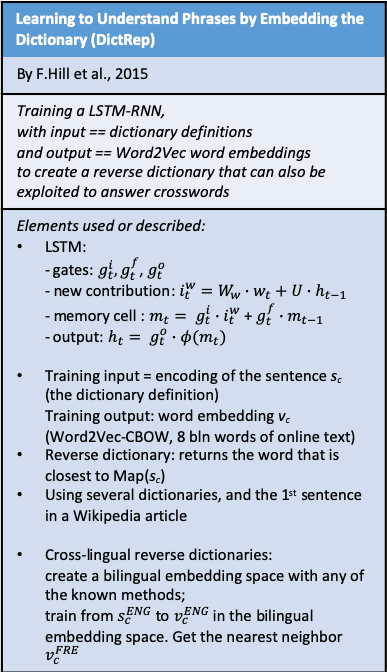 Learning to Understand Phrases by Embedding the
Dictionary (DictRep)
By F.Hill et al., 2015
Training a LSTM-RNN,
with input == dictionary definitions
and output == Word2Vec word embeddings
to create a reverse dictionary that can also be
exploited to answer crosswords
Elements used or described:
• LSTM:
- gates: $g_t^i, g_t^f, g_t^o$
- new contribution: $i_t^w = W_w \cdot w_t + U \cdot h_{t-1}$
- memory cell : $m_t = g_t^i \cdot i_t^w + g_t^f \cdot m_{t-1}$
- output: $h_t = g_t^o \cdot \phi(m_t)$
• Training input = encoding of the sentence $s_c$
(the dictionary definition)
Training output: word embedding $v_c$
(Word2Vec-CBOW, 8 bln words of online text)
• Reverse dictionary: returns the word that is
closest to Map($s_c$)
• Using several dictionaries, and the 1st sentence
in a Wikipedia article
• Cross-lingual reverse dictionaries:
create a bilingual embedding space with any of
the known methods;
train from $s_c^{ENG}$ to $v_c^{ENG}$ in the bilingual
embedding space. Get the nearest neighbor
$v_c^{FRE}$